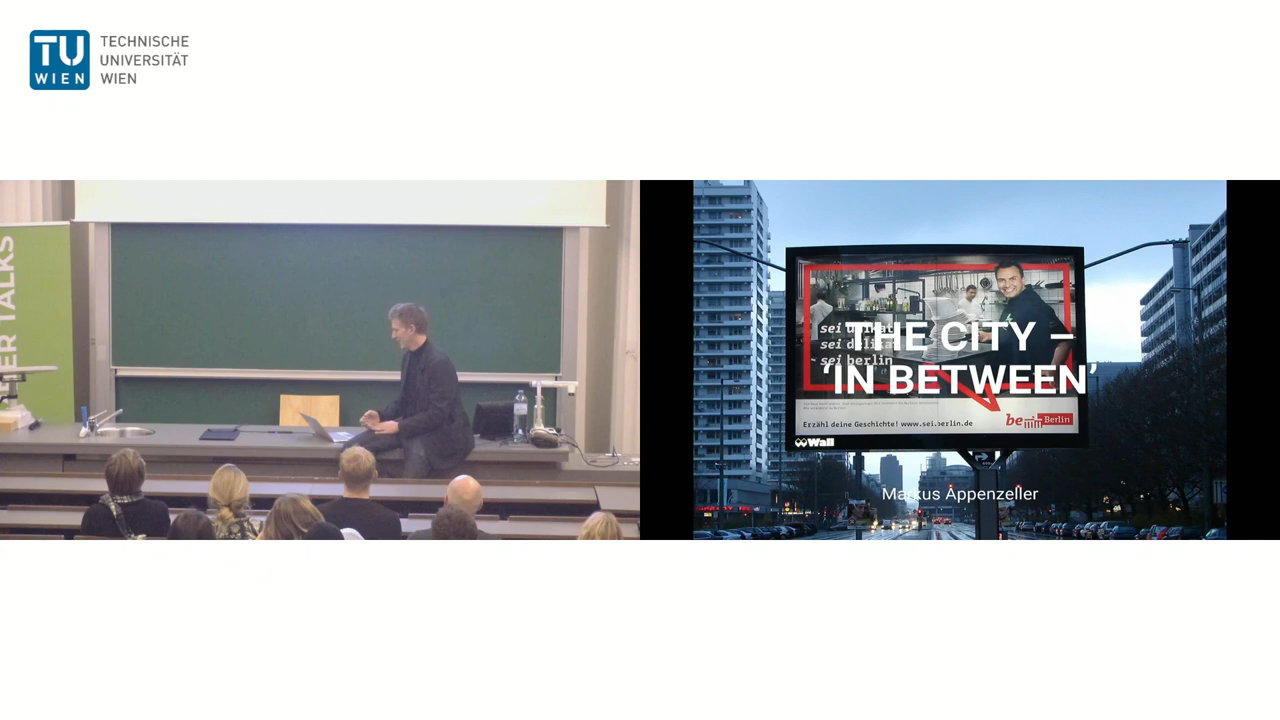 TU
WIEN
TECHNISCHE
UNIVERSITÄT
WIEN
ER TALKS
sei
sei
sei berlin
THE CITY –
‘IN BETWEEN’
Erzähl deine Geschichte! www.sei.berlin.de
be Berlin
Wall
Markus Appenzeller